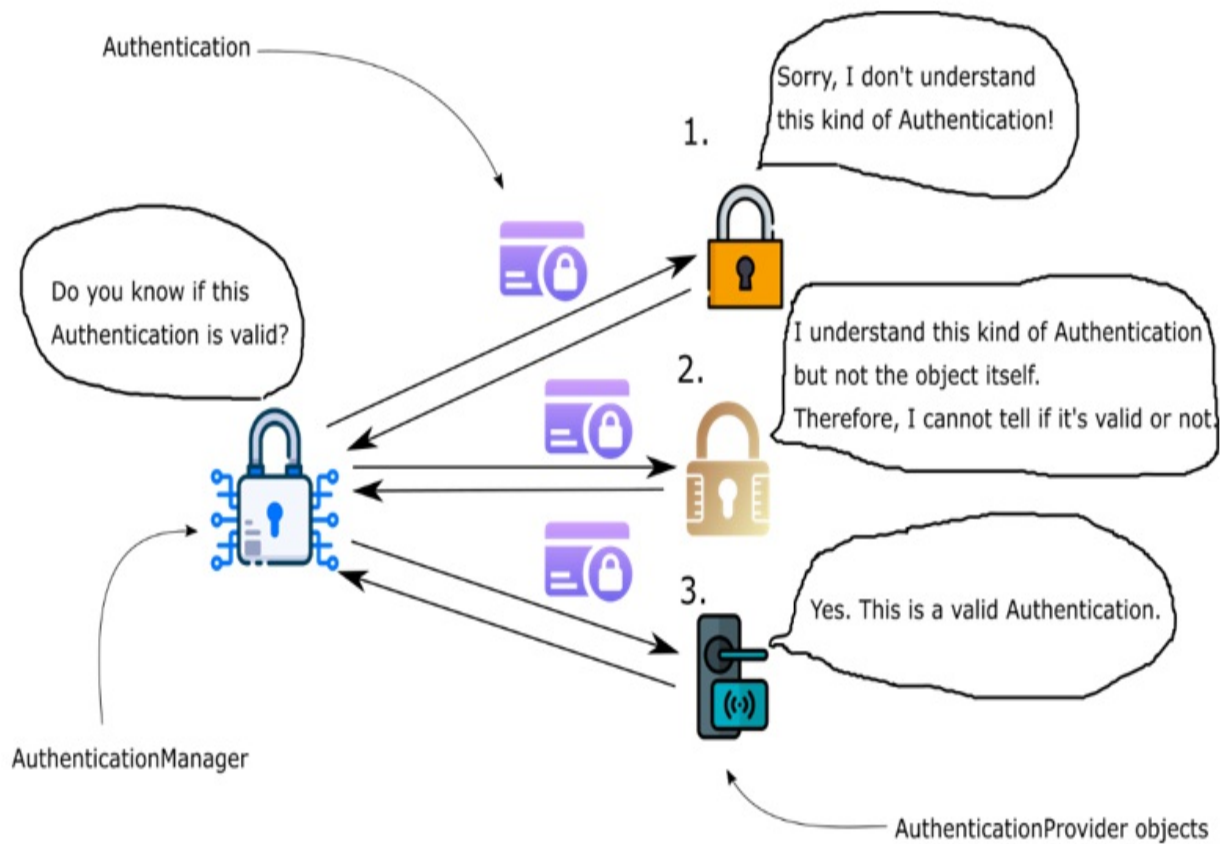 Authentication
Sorry, I don't understand
this kind of Authentication!
1.
Do you know if this
Authentication is valid?
I understand this kind of Authentication
but not the object itself.
Therefore, I cannot tell if it's valid or not.
2.
3.
Yes. This is a valid Authentication.
AuthenticationManager
AuthenticationProvider objects